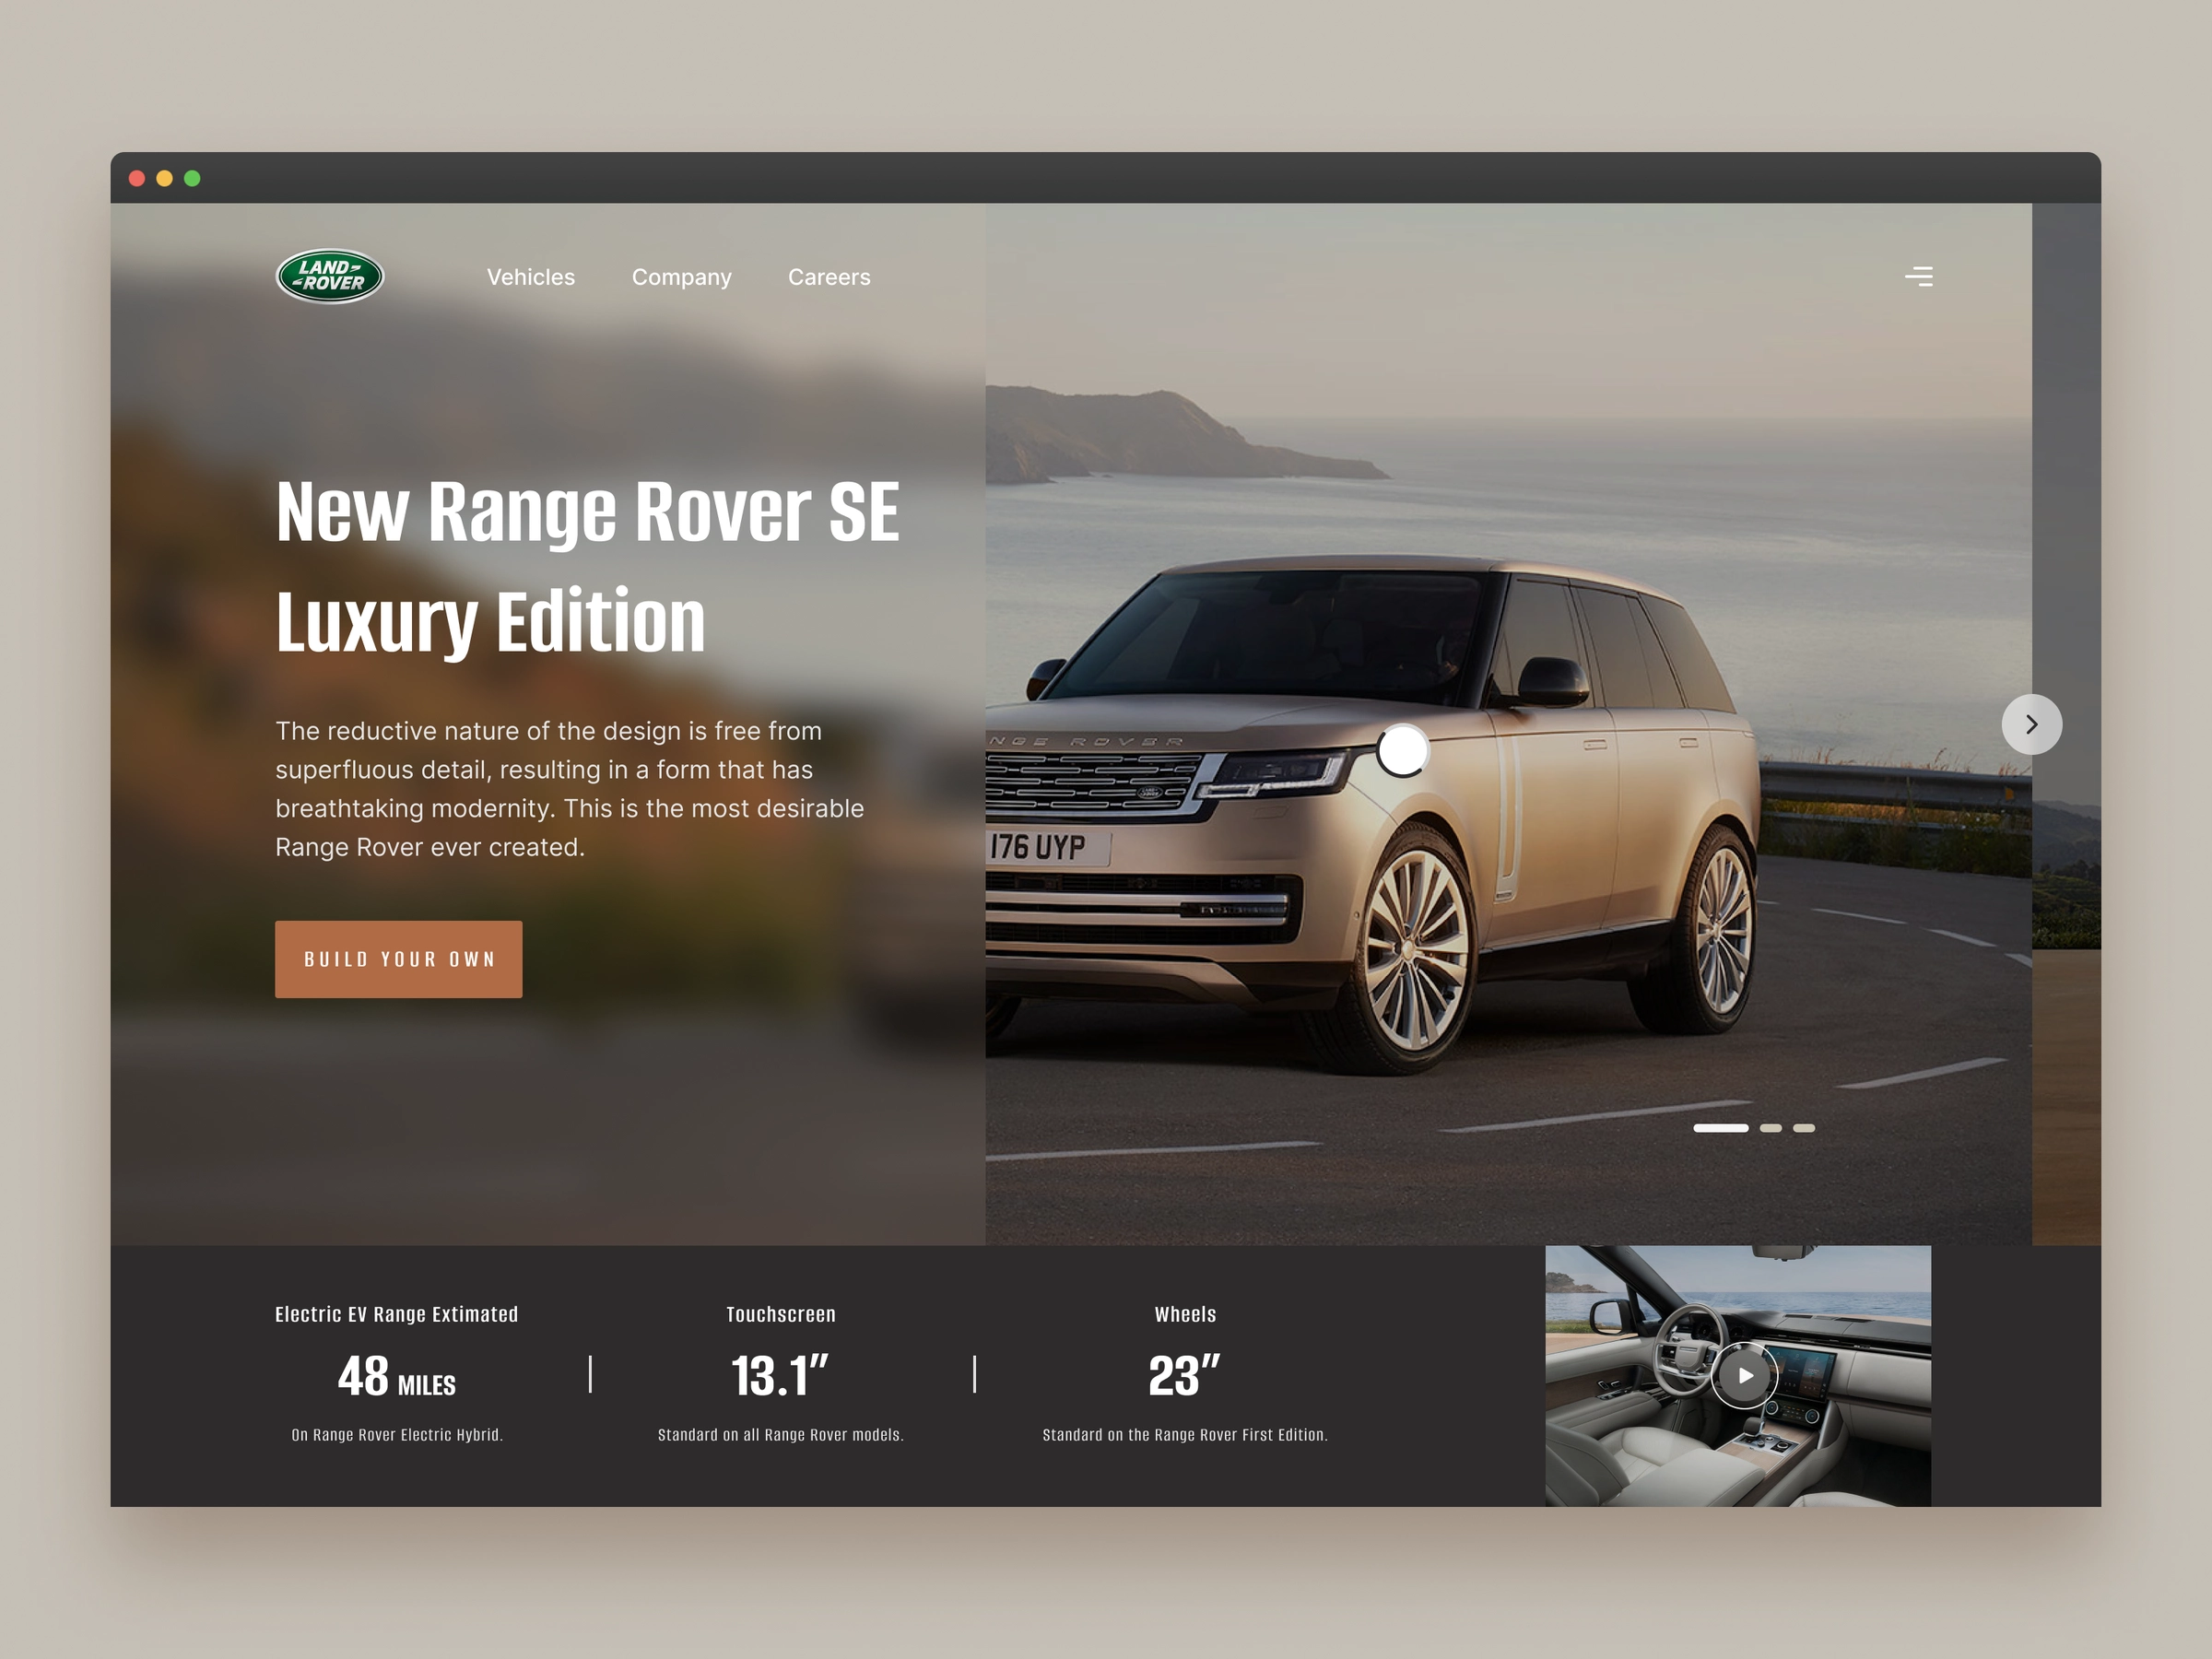 LAND-
-ROVER
Vehicles Company Careers
New Range Rover SE
Luxury Edition
The reductive nature of the design is free from
superfluous detail, resulting in a form that has
breathtaking modernity. This is the most desirable
Range Rover ever created.
BUILD YOUR OWN
NGE ROVER
176 UYP
Electric EV Range Extimated
48 MILES
On Range Rover Electric Hybrid.
Touchscreen
13.1″
Standard on all Range Rover models.
Wheels
23″
Standard on the Range Rover First Edition.